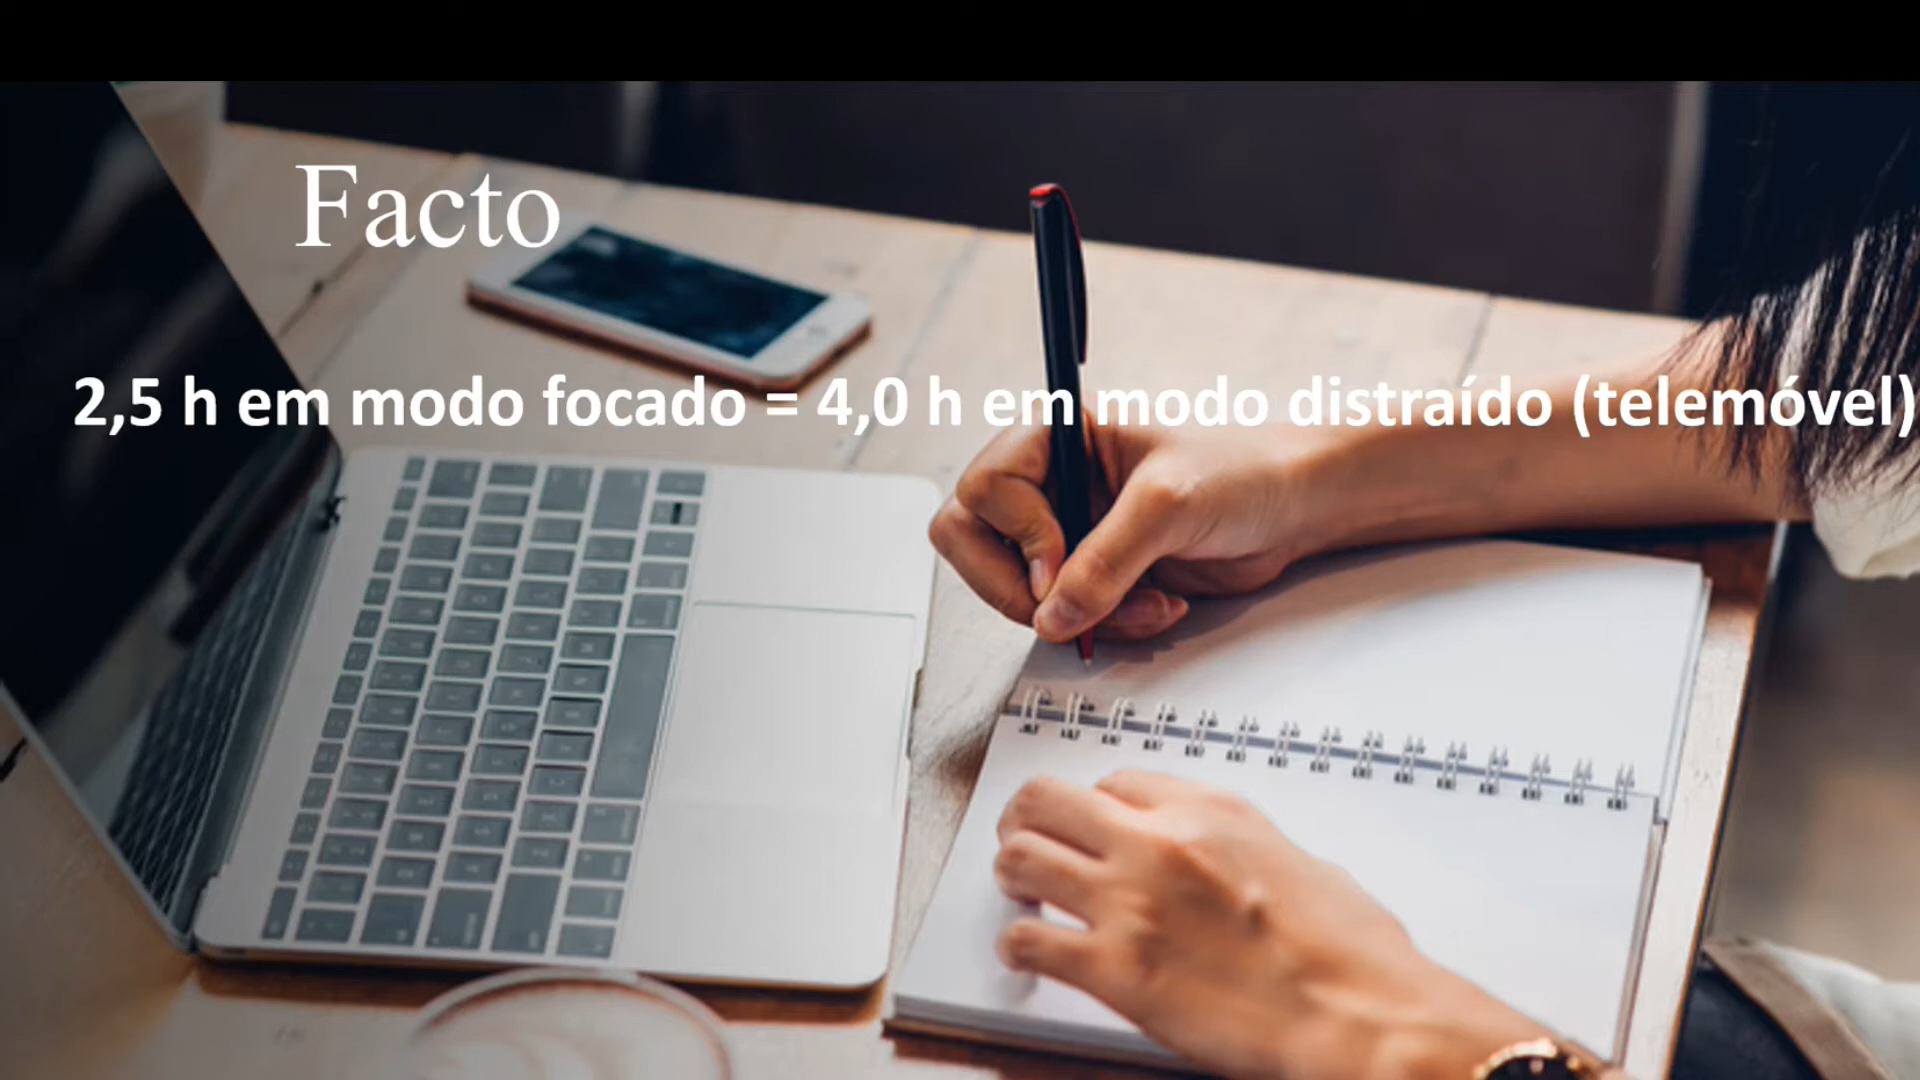 Facto
2,5 h em modo focado = 4,0 h em modo distraído (telemóvel)